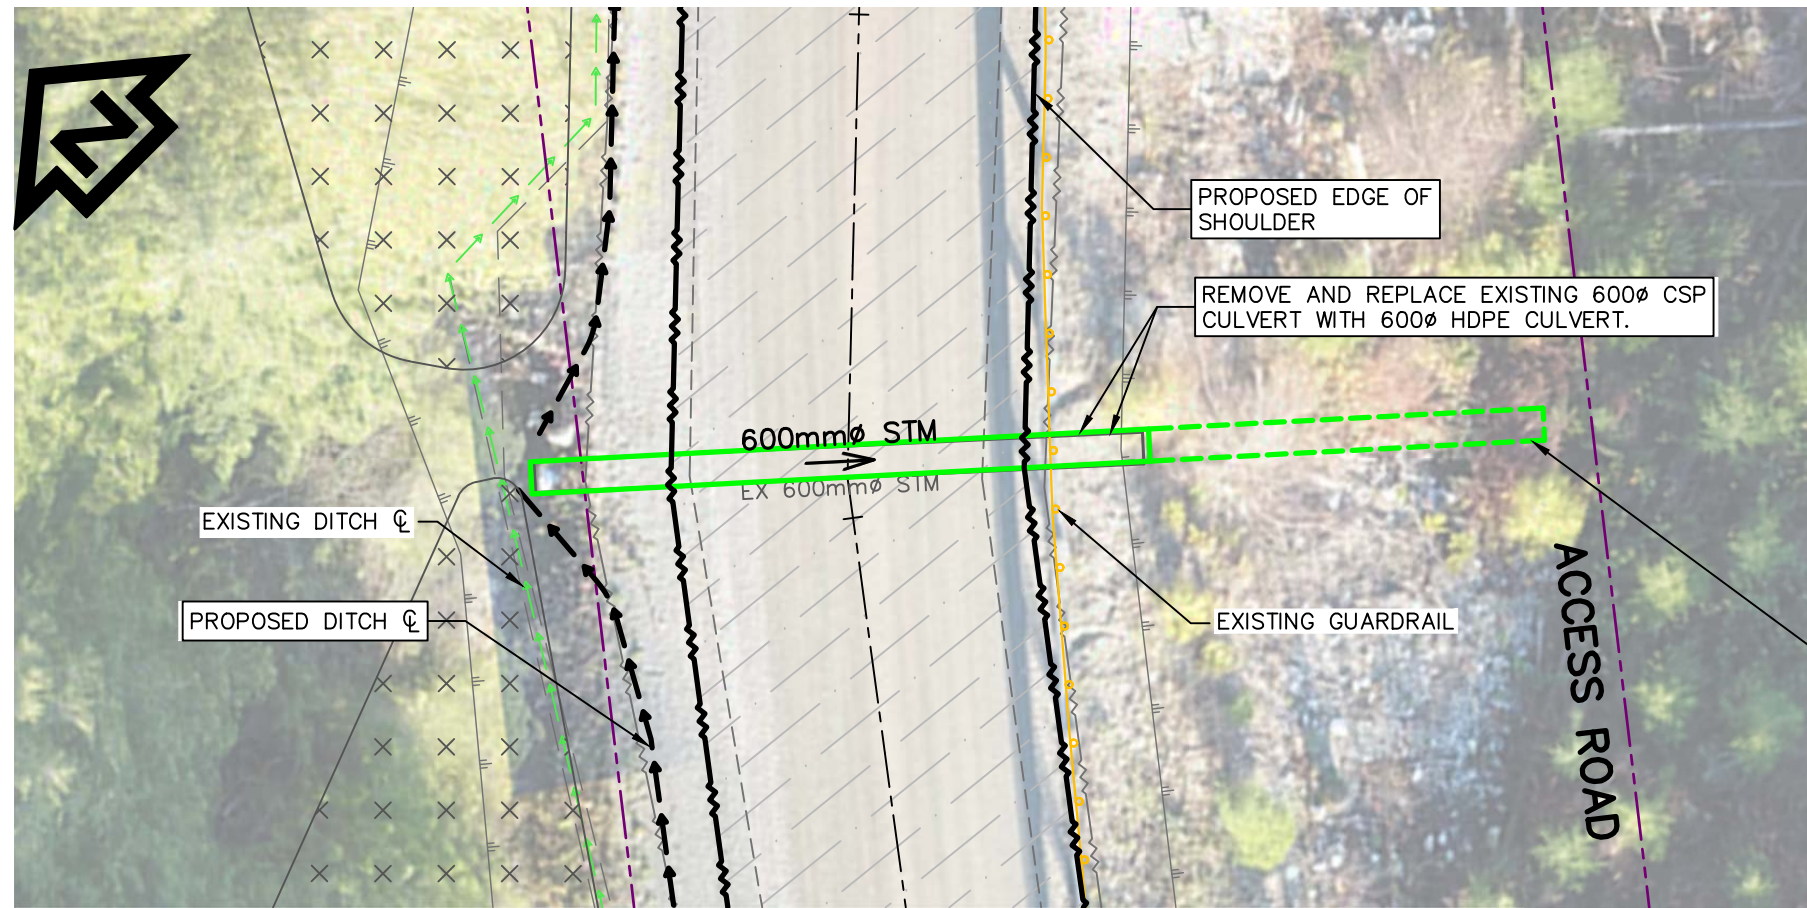 N
PROPOSED EDGE OF
SHOULDER
REMOVE AND REPLACE EXISTING 600ø CSP
CULVERT WITH 600ø HDPE CULVERT.
600mmø STM
EX 600mmø STM
EXISTING DITCH ℄
PROPOSED DITCH ℄
EXISTING GUARDRAIL
ACCESS ROAD